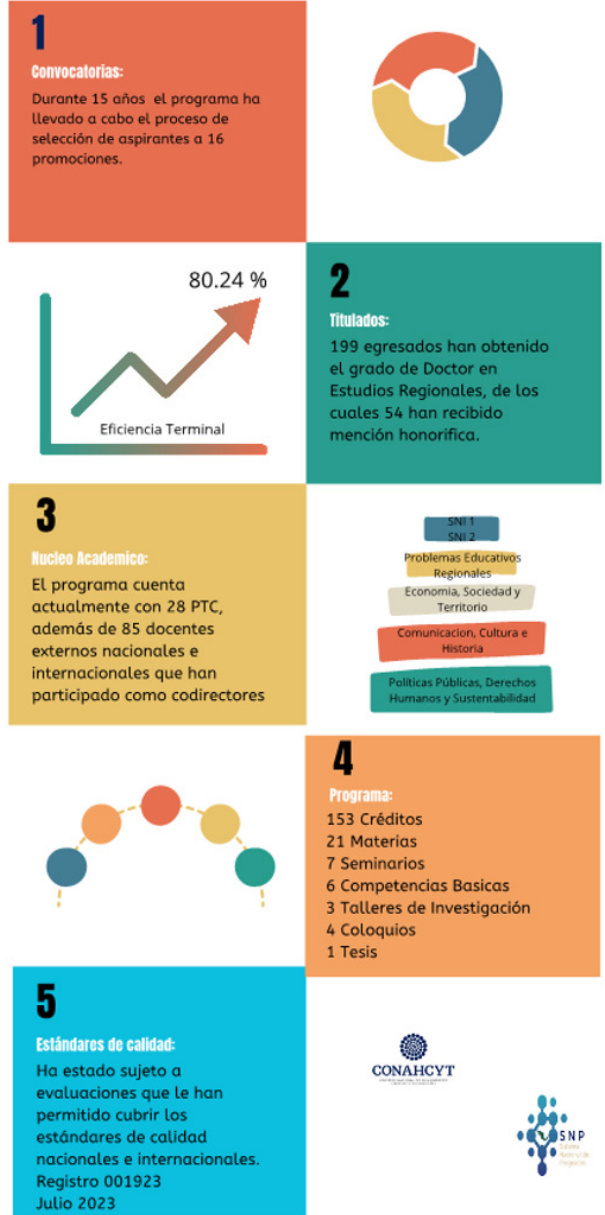 1
Convocatorias:
Durante 15 años el programa ha
llevado a cabo el proceso de
selección de aspirantes a 16
promociones.
80.24 %
Eficiencia Terminal
2
Titulados:
199 egresados han obtenido
el grado de Doctor en
Estudios Regionales, de los
cuales 54 han recibido
mención honorifica.
3
Nucleo Academico:
El programa cuenta
actualmente con 28 PTC,
además de 85 docentes
externos nacionales e
internacionales que han
participado como codirectores
SNI 1
SNI 2
Problemas Educativos
Regionales
Economia, Sociedad y
Territorio
Comunicacion, Cultura e
Historia
Políticas Públicas, Derechos
Humanos y Sustentabilidad
4
Programa:
153 Créditos
21 Materias
7 Seminarios
6 Competencias Basicas
3 Talleres de Investigación
4 Coloquios
1 Tesis
5
Estándares de calidad:
Ha estado sujeto a
evaluaciones que le han
permitido cubrir los
estándares de calidad
nacionales e internacionales.
Registro 001923
Julio 2023
CONAHCYT
SNP
Sistema
Nacional de
Posgrados